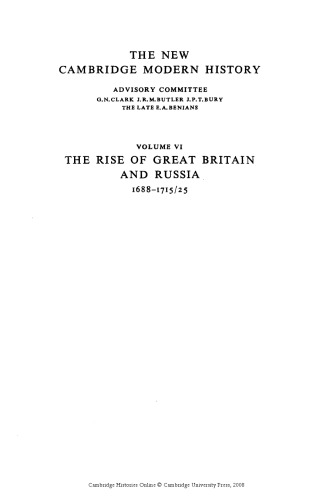 THE NEW
CAMBRIDGE MODERN HISTORY
ADVISORY COMMITTEE
G.N.CLARK J.R.M.BUTLER J.P.T.BURY
THE LATE E.A.BENIANS
VOLUME VI
THE RISE OF GREAT BRITAIN
AND RUSSIA
1688–1715/25
Cambridge Histories Online © Cambridge University Press, 2008